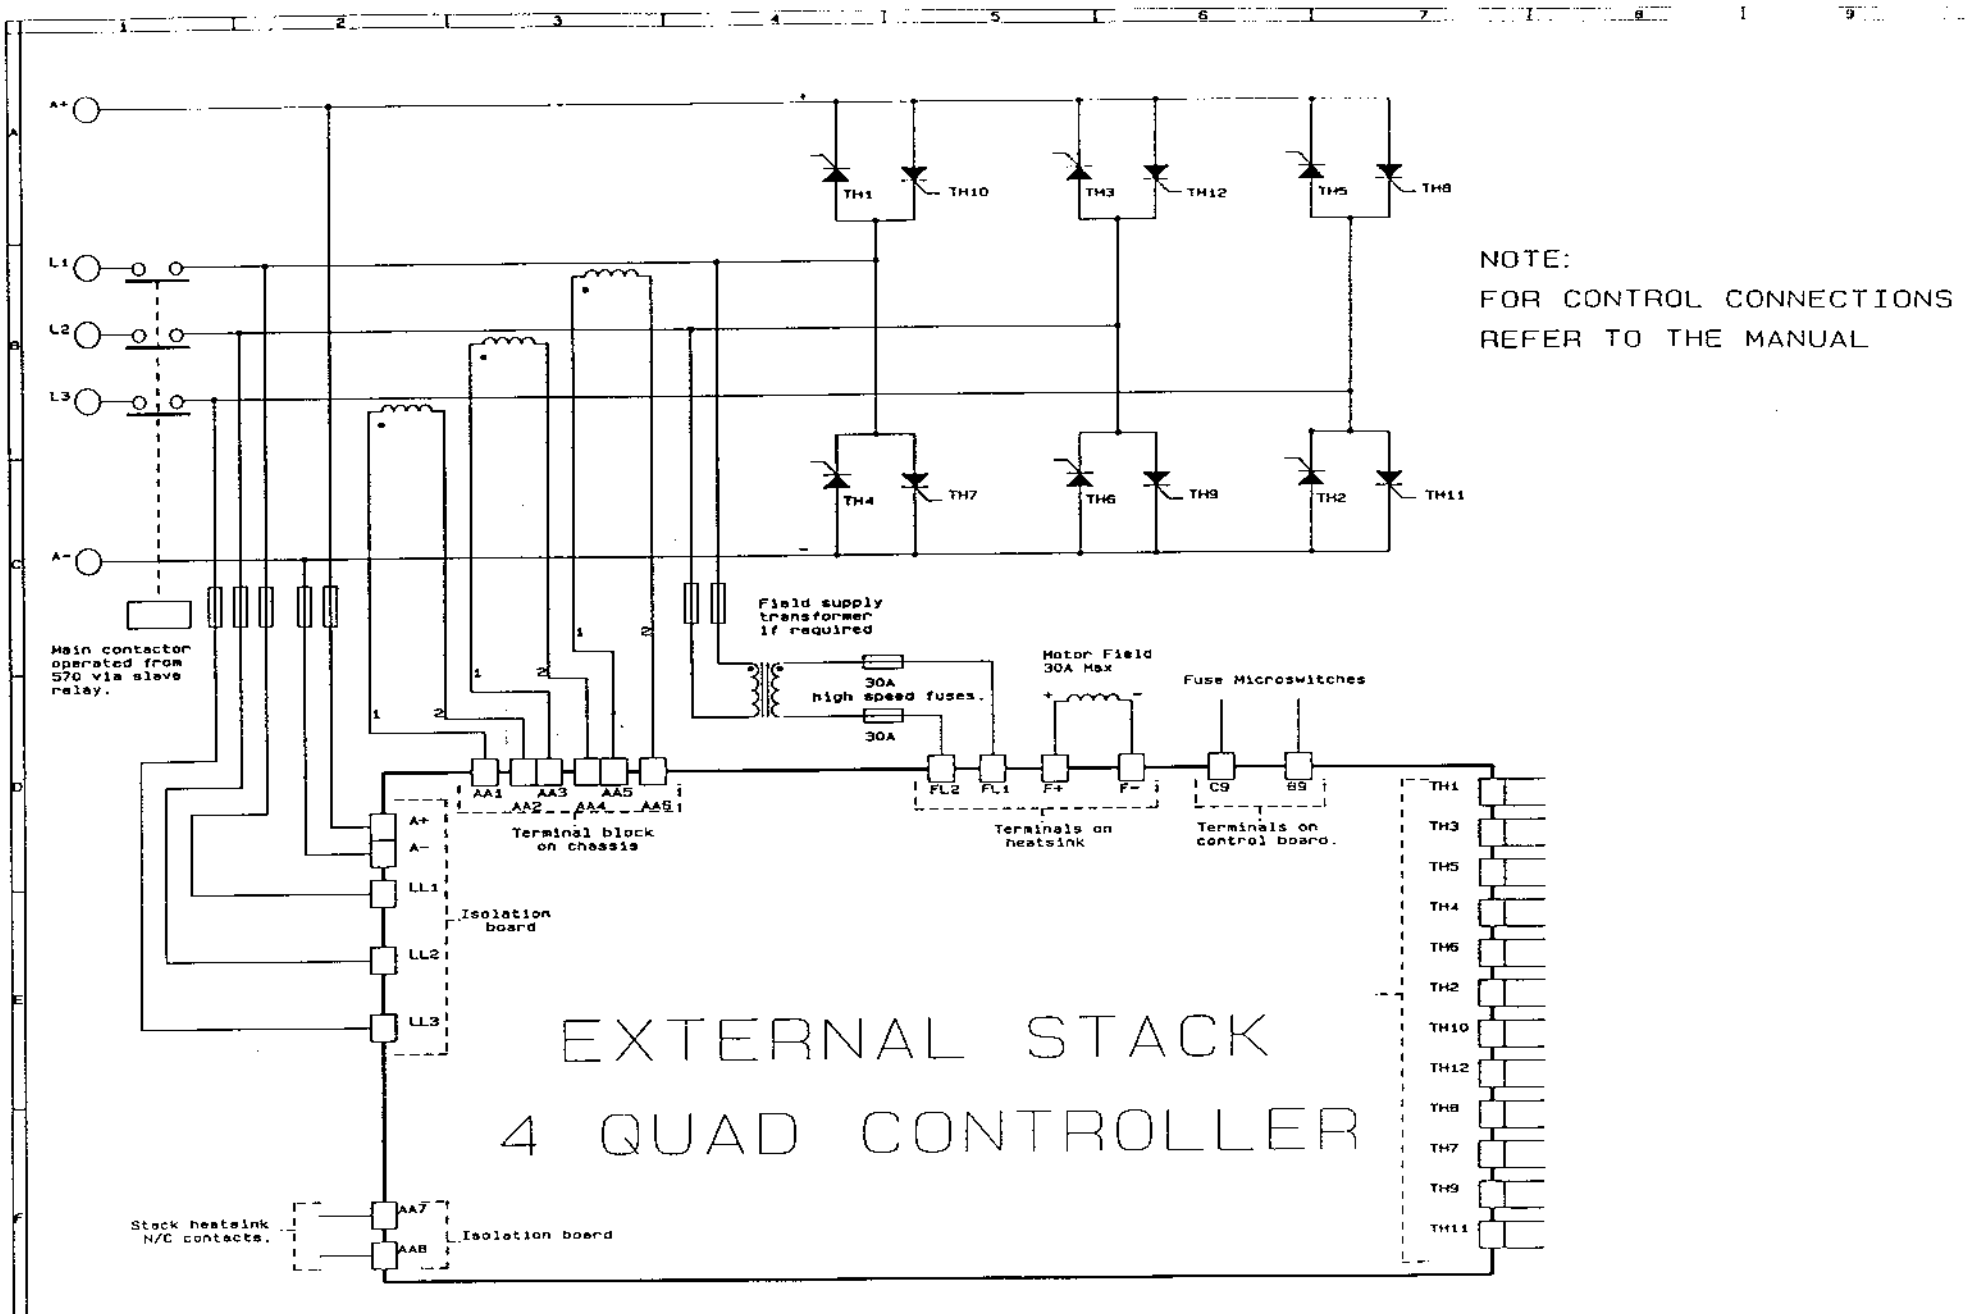 1 2 3 4 5 6 7 8 9
A+
+
TH1
TH10
TH3
TH12
TH5
TH8
A
L1
L2
L3
B
NOTE:
FOR CONTROL CONNECTIONS
REFER TO THE MANUAL
TH4
TH7
TH6
TH9
TH2
TH11
A-
-
C
Main contactor
operated from
570 via slave
relay.
1
2
1
2
1
2
Field supply
transformer
if required
30A
high speed fuses.
30A
Motor Field
30A Max
+
-
Fuse Microswitches
D
AA1
AA2
AA3
AA4
AA5
AA6
Terminal block
on chassis
FL2
FL1
F+
F-
Terminals on
heatsink
C9
B9
Terminals on
control board.
A+
A-
LL1
LL2
LL3
Isolation
board
E
EXTERNAL STACK
4 QUAD CONTROLLER
TH1
TH3
TH5
TH4
TH6
TH2
TH10
TH12
TH8
TH7
TH9
TH11
F
Stack heatsink
N/C contacts.
AA7
AA8
Isolation board